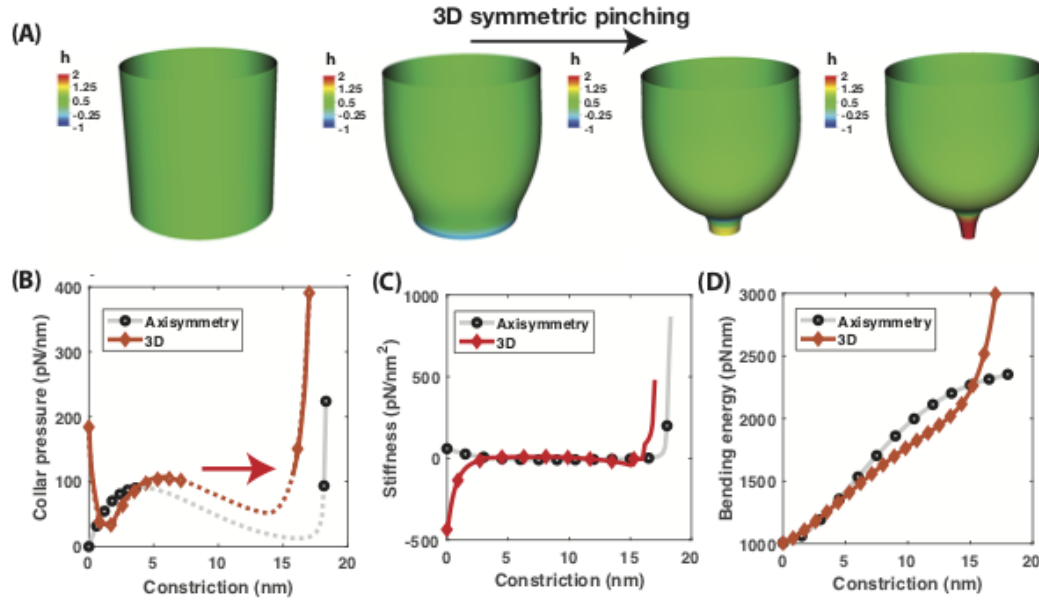 3D symmetric pinching
(A)
h
2
1.25
0.5
-0.25
-1
h
2
1.25
0.5
-0.25
-1
h
2
1.25
0.5
-0.25
-1
h
2
1.25
0.5
-0.25
-1
(B)
400
300
200
100
0
Collar pressure (pN/nm)
Axisymmetry
3D
0
5
10
15
20
Constriction (nm)
(C)
1000
500
0
-500
Stiffness (pN/nm²)
Axisymmetry
3D
0
5
10
15
20
Constriction (nm)
(D)
3000
2500
2000
1500
1000
Bending energy (pNnm)
Axisymmetry
3D
0
5
10
15
20
Constriction (nm)